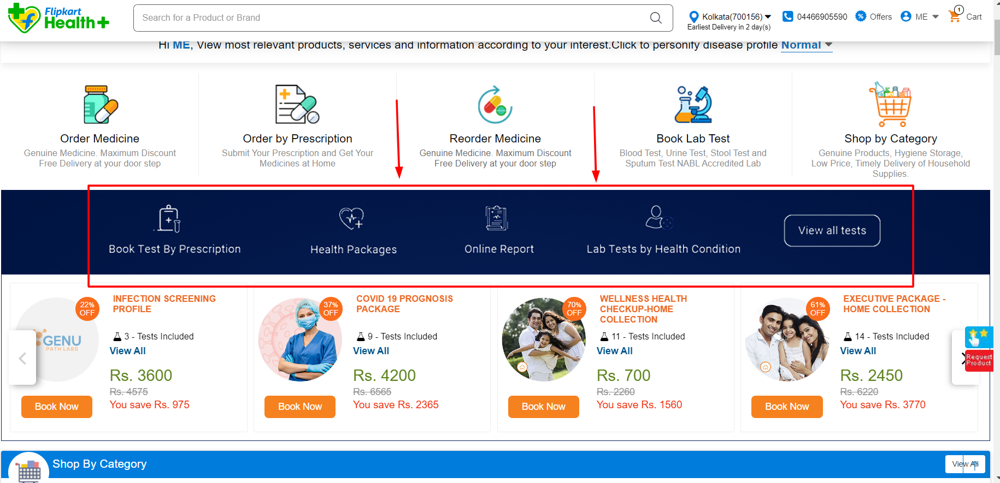 Flipkart
Health+
Search for a Product or Brand
Kolkata(700156)
Earliest Delivery in 2 day(s)
04466905590
Offers
ME
1
Cart
Hi ME, View most relevant products, services and information according to your interest.Click to personify disease profile Normal
Order Medicine
Genuine Medicine. Maximum Discount
Free Delivery at your door step
Order by Prescription
Submit Your Prescription and Get Your
Medicines at Home
Reorder Medicine
Genuine Medicine. Maximum Discount
Free Delivery at your door step
Book Lab Test
Blood Test, Urine Test, Stool Test and
Sputum Test NABL Accredited Lab
Shop by Category
Genuine Products, Hygiene Storage,
Low Price, Timely Delivery of Household
Supplies.
Book Test By Prescription
Health Packages
Online Report
Lab Tests by Health Condition
View all tests
GENU
PATH LABS
22%
OFF
INFECTION SCREENING
PROFILE
3 - Tests Included
View All
Rs. 3600
Rs. 4575
You save Rs. 975
Book Now
37%
OFF
COVID 19 PROGNOSIS
PACKAGE
9 - Tests Included
View All
Rs. 4200
Rs. 6565
You save Rs. 2365
Book Now
70%
OFF
WELLNESS HEALTH
CHECKUP-HOME
COLLECTION
11 - Tests Included
View All
Rs. 700
Rs. 2260
You save Rs. 1560
Book Now
61%
OFF
EXECUTIVE PACKAGE -
HOME COLLECTION
14 - Tests Included
View All
Rs. 2450
Rs. 6220
You save Rs. 3770
Book Now
Request
Product
Shop By Category
View All